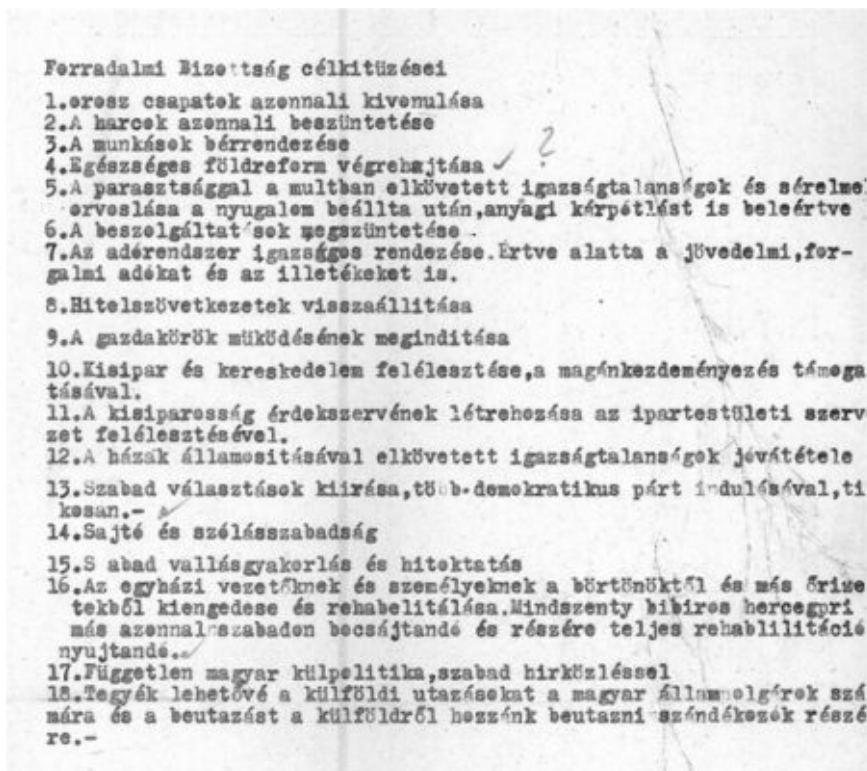 Forradalmi Bizottság célkitüzései
1.orosz csapatok azonnali kivonulása
2.A harcok azonnali beszüntetése
3.A munkások bérrendezése
4.Egészséges földreform végrehajtása ✓ ?
5.A parasztsággal a multban elkövetett igazságtalanságok és sérelme
orvoslása a nyugalom beállta után,anyagi kárpótlást is beleértve
6.A beszolgáltatások megszüntetése
7.Az adórendszer igazságos rendezése.Értve alatta a jövedelmi,for-
galmi adókat és az illetékeket is.
8.Hitelszövetkezetek visszaállitása
9.A gazdakörök müködésének meginditása
10.Kisipar és kereskedelem felélesztése,a magánkezdeményezés támoga
tásával.
11.A kisiparosság érdekszervének létrehozása az ipartestületi szerv
zet felélesztésével.
12.A házak államositásával elkövetett igazságtalanságok jóvátétele
13.Szabad választások kiirása,több demokratikus párt indulásával,ti
kosan.-
14.Sajtó és szólásszabadság
15.S abad vallásgyakorlás és hitoktatás
16.Az egyházi vezetőknek és személyeknek a börtönöktől és más őrize
tekből kiengedese és rehabelitálása.Mindszenty bibiros hercegpri
más azonnal szabadon bocsájtandó és részére teljes rehablilitáció
nyujtandó.
17.Független magyar külpolitika,szabad hirközléssel
18.Tegyék lehetővé a külföldi utazásokat a magyar állampolgárok szá
mára és a beutazást a külföldről hozzánk beutazni szándékozók részé
re.-